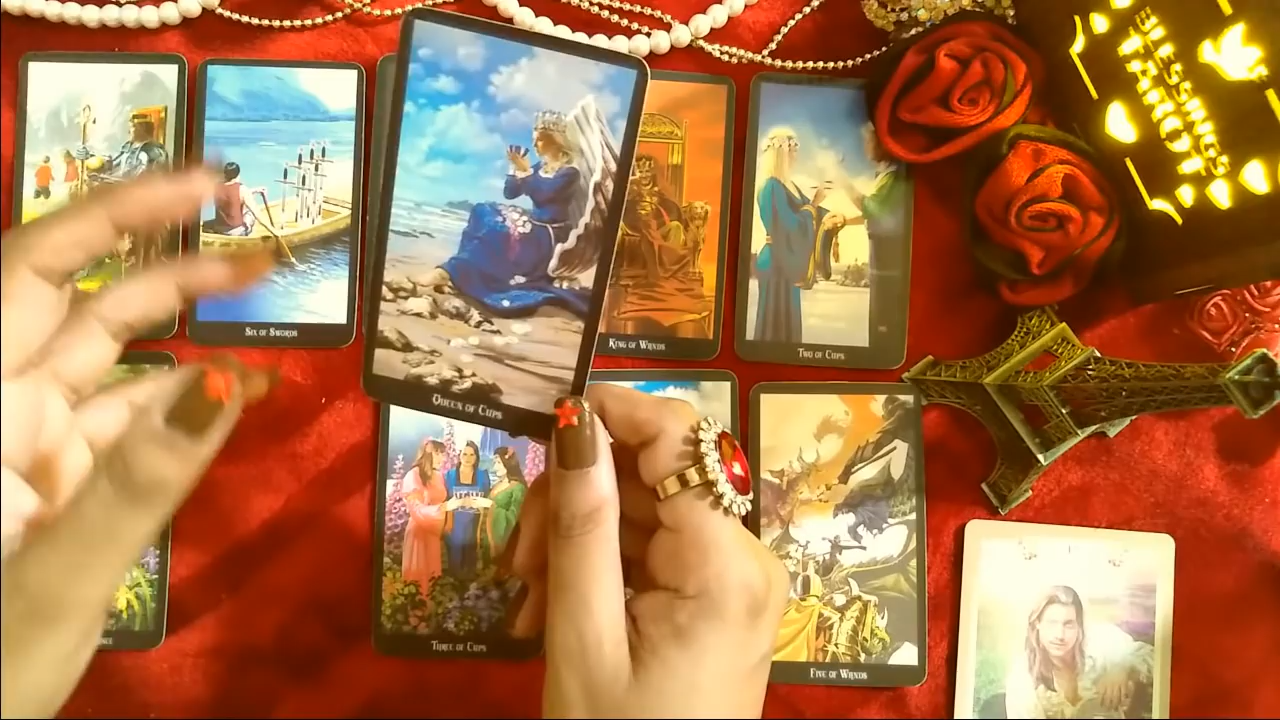 BLESSINGS
TAROT
SIX OF SWORDS
QUEEN OF CUPS
KING OF WANDS
TWO OF CUPS
THREE OF CUPS
FIVE OF WANDS